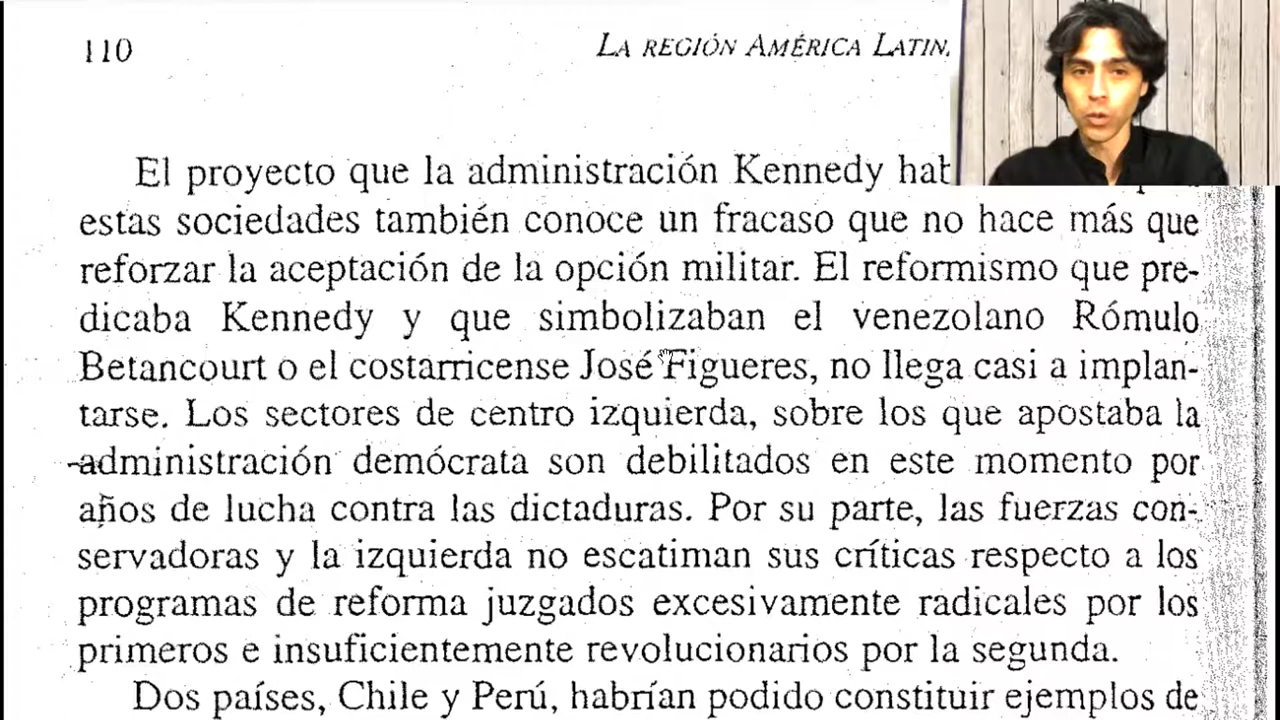 110
LA REGIÓN AMÉRICA LATIN
El proyecto que la administración Kennedy
estas sociedades también conoce un fracaso que no hace más que
reforzar la aceptación de la opción militar. El reformismo que pre-
dicaba Kennedy y que simbolizaban el venezolano Rómulo
Betancourt o el costarricense José Figueres, no llega casi a implan-
tarse. Los sectores de centro izquierda, sobre los que apostaba la
administración demócrata son debilitados en este momento por
años de lucha contra las dictaduras. Por su parte, las fuerzas con-
servadoras y la izquierda no escatiman sus críticas respecto a los
programas de reforma juzgados excesivamente radicales por los
primeros e insuficientemente revolucionarios por la segunda.
Dos países, Chile y Perú, habrían podido constituir ejemplos de